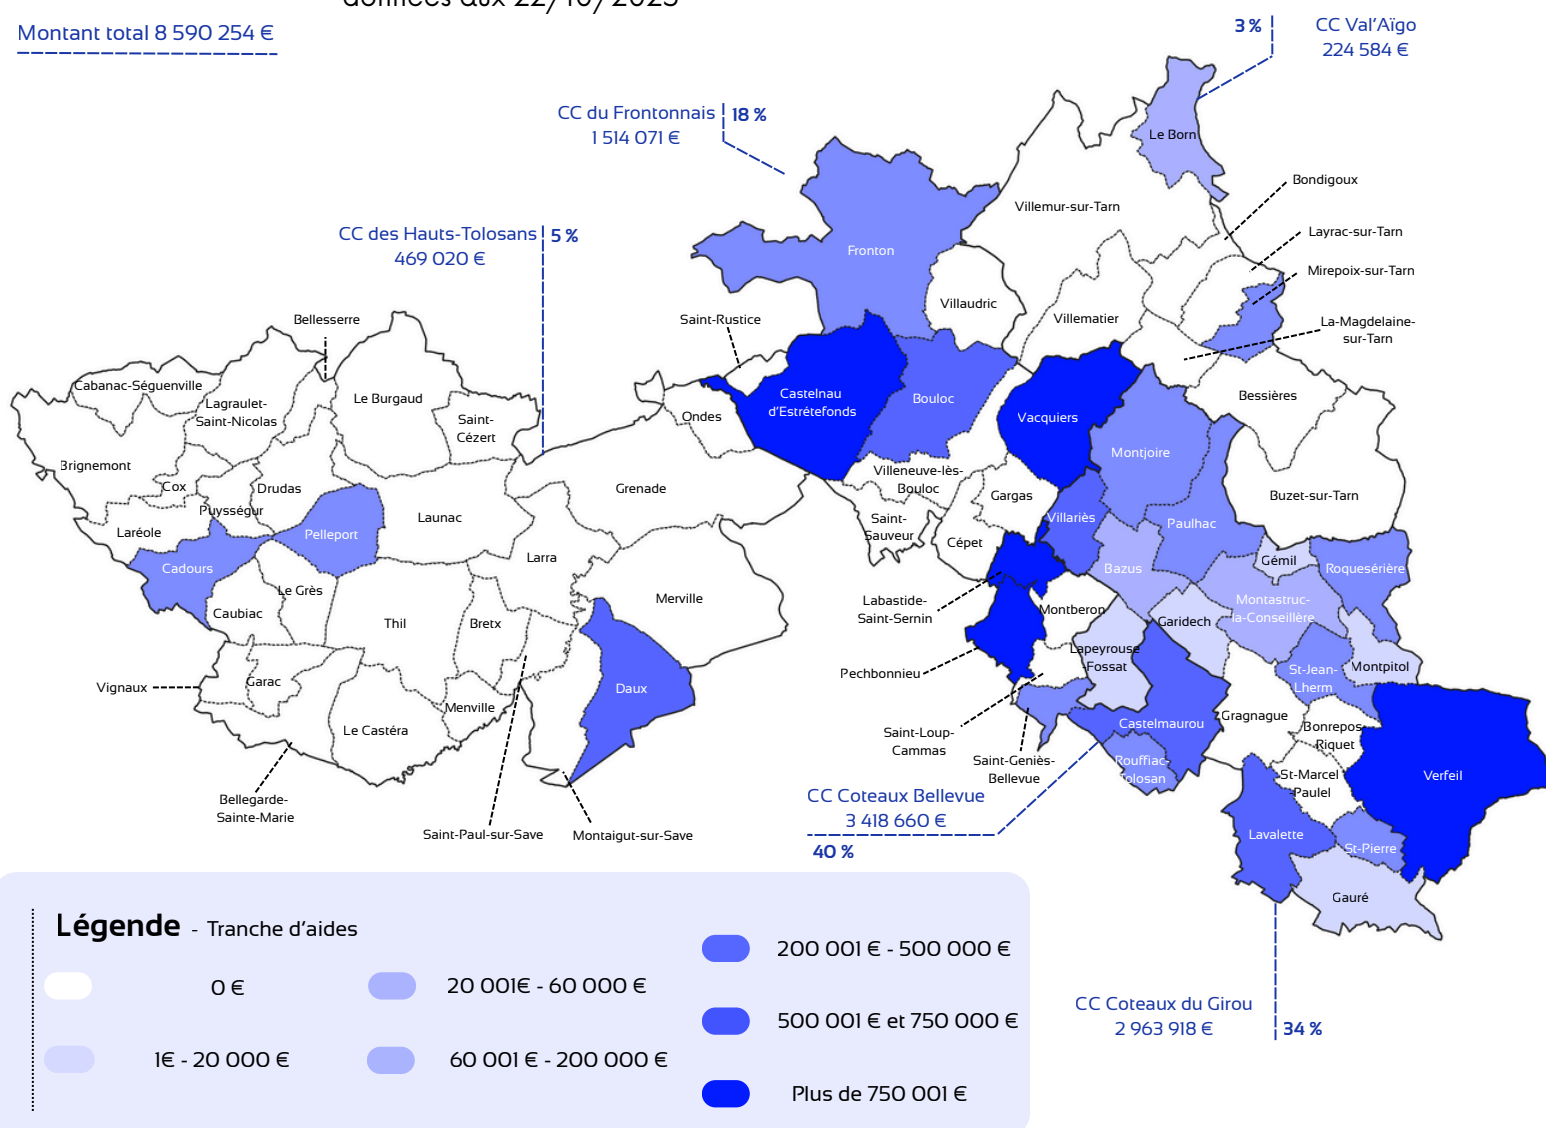 données aux 22/10/2025
Montant total 8 590 254 €
3 %
CC Val'Aïgo
224 584 €
CC du Frontonnais
1 514 071 €
18 %
CC des Hauts-Tolosans
469 020 €
5 %
Le Born
Bondigoux
Villemur-sur-Tarn
Layrac-sur-Tarn
Fronton
Mirepoix-sur-Tarn
Villaudric
Villematier
Saint-Rustice
Bellesserre
La-Magdelaine-
sur-Tarn
Cabanac-Séguenville
Lagraulet-
Saint-Nicolas
Le Burgaud
Saint-
Cézert
Ondes
Castelnau
d'Estrétefonds
Bouloc
Vacquiers
Bessières
Montjoire
Brignemont
Cox
Drudas
Puysségur
Grenade
Villeneuve-lès-
Bouloc
Gargas
Buzet-sur-Tarn
Laréole
Pelleport
Launac
Saint-
Sauveur
Villariès
Paulhac
Cépet
Larra
Cadours
Bazus
Gémil
Roquesérière
Le Grès
Caubiac
Thil
Bretx
Merville
Labastide-
Saint-Sernin
Montberon
Garidech
Montastruc-
la-Conseillère
Lapeyrouse
-Fossat
Montpitol
St-Jean-
Lherm
Pechbonnieu
Vignaux
Garac
Daux
Menville
Le Castéra
Saint-Loup-
Cammas
Castelmaurou
Gragnague
Bonrepos-
Riquet
Saint-Geniès-
Bellevue
Rouffiac-
Tolosan
St-Marcel
-Paulel
Verfeil
Bellegarde-
Sainte-Marie
Saint-Paul-sur-Save
Montaigut-sur-Save
CC Coteaux Bellevue
3 418 660 €
40 %
Lavalette
St-Pierre
Gauré
Légende - Tranche d'aides
0 €
1€ - 20 000 €
20 001€ - 60 000 €
60 001 € - 200 000 €
200 001 € - 500 000 €
500 001 € et 750 000 €
Plus de 750 001 €
CC Coteaux du Girou
2 963 918 €
34 %